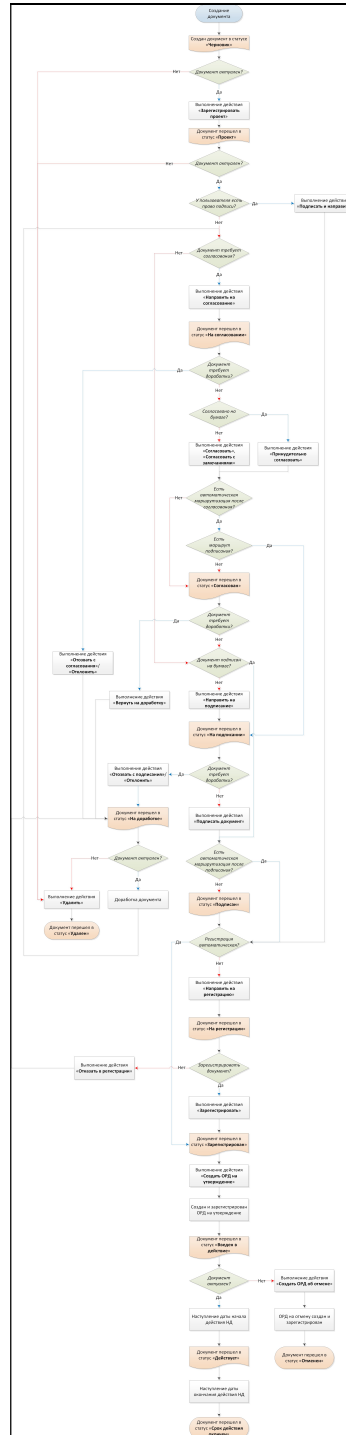 Создание
документа
Создан документ в статусе
«Черновик»
Нет
Документ актуален?
Да
Выполнение действия
«Зарегистрировать
проект»
Документ перешел в
статус «Проект»
Нет
Документ актуален?
Да
У пользователя есть
право подписи?
Да
Выполнение действия
«Подписать и направи
Нет
Нет
Документ требует
согласования?
Да
Выполнение действия
«Направить на
согласование»
Документ перешел в
статус «На согласовании»
Да
Документ
требует
доработки?
Нет
Согласовано на
бумаге?
Да
Нет
Выполнение действия
«Согласовать»,
«Согласовать с
замечаниями»
Выполнение действия
«Принудительно
согласовать»
Нет
Есть
автоматическая
маршрутизация после
согласования?
Да
Есть
маршрут
подписания?
Да
Нет
Документ перешел в
статус «Согласован»
Да
Документ
требует
доработки?
Нет
Выполнение действия
«Отозвать с
согласования»/
«Отклонить»
Документ подписан
на бумаге?
Да
Нет
Выполнение действия
«Вернуть на доработку»
Выполнение действия
«Направить на
подписание»
Документ перешел в
статус «На подписании»
Выполнение действия
«Отозвать с подписания»/
«Отклонить»
Да
Документ
требует
доработки?
Нет
Документ перешел в
статус «На доработке»
Выполнение действия
«Подписать документ»
Нет
Документ актуален?
Да
Есть
автоматическая
маршрутизация после
подписания?
Да
Нет
Выполнение действия
«Удалить»
Доработка документа
Документ перешел в
статус «Подписан»
Документ перешел в
статус «Удален»
Да
Регистрация
автоматическая?
Нет
Выполнение действия
«Направить на
регистрацию»
Документ перешел в
статус «На регистрации»
Выполнение действия
«Отказать в регистрации»
Нет
Зарегистрировать
документ?
Да
Выполнение действия
«Зарегистрировать»
Документ перешел в
статус «Зарегистрирован»
Выполнение действия
«Создать ОРД на
утверждение»
Создан и зарегистрирован
ОРД на утверждение
Документ перешел в
статус «Введен в
действие»
Документ
актуален?
Нет
Выполнение действия
«Создать ОРД об отмене»
Да
Наступление даты начала
действия НД
ОРД на отмену создан и
зарегистрирован
Документ перешел в
статус «Действует»
Документ перешел в
статус «Отменен»
Наступление даты
окончания действия НД
Документ перешел в
статус «Срок действия